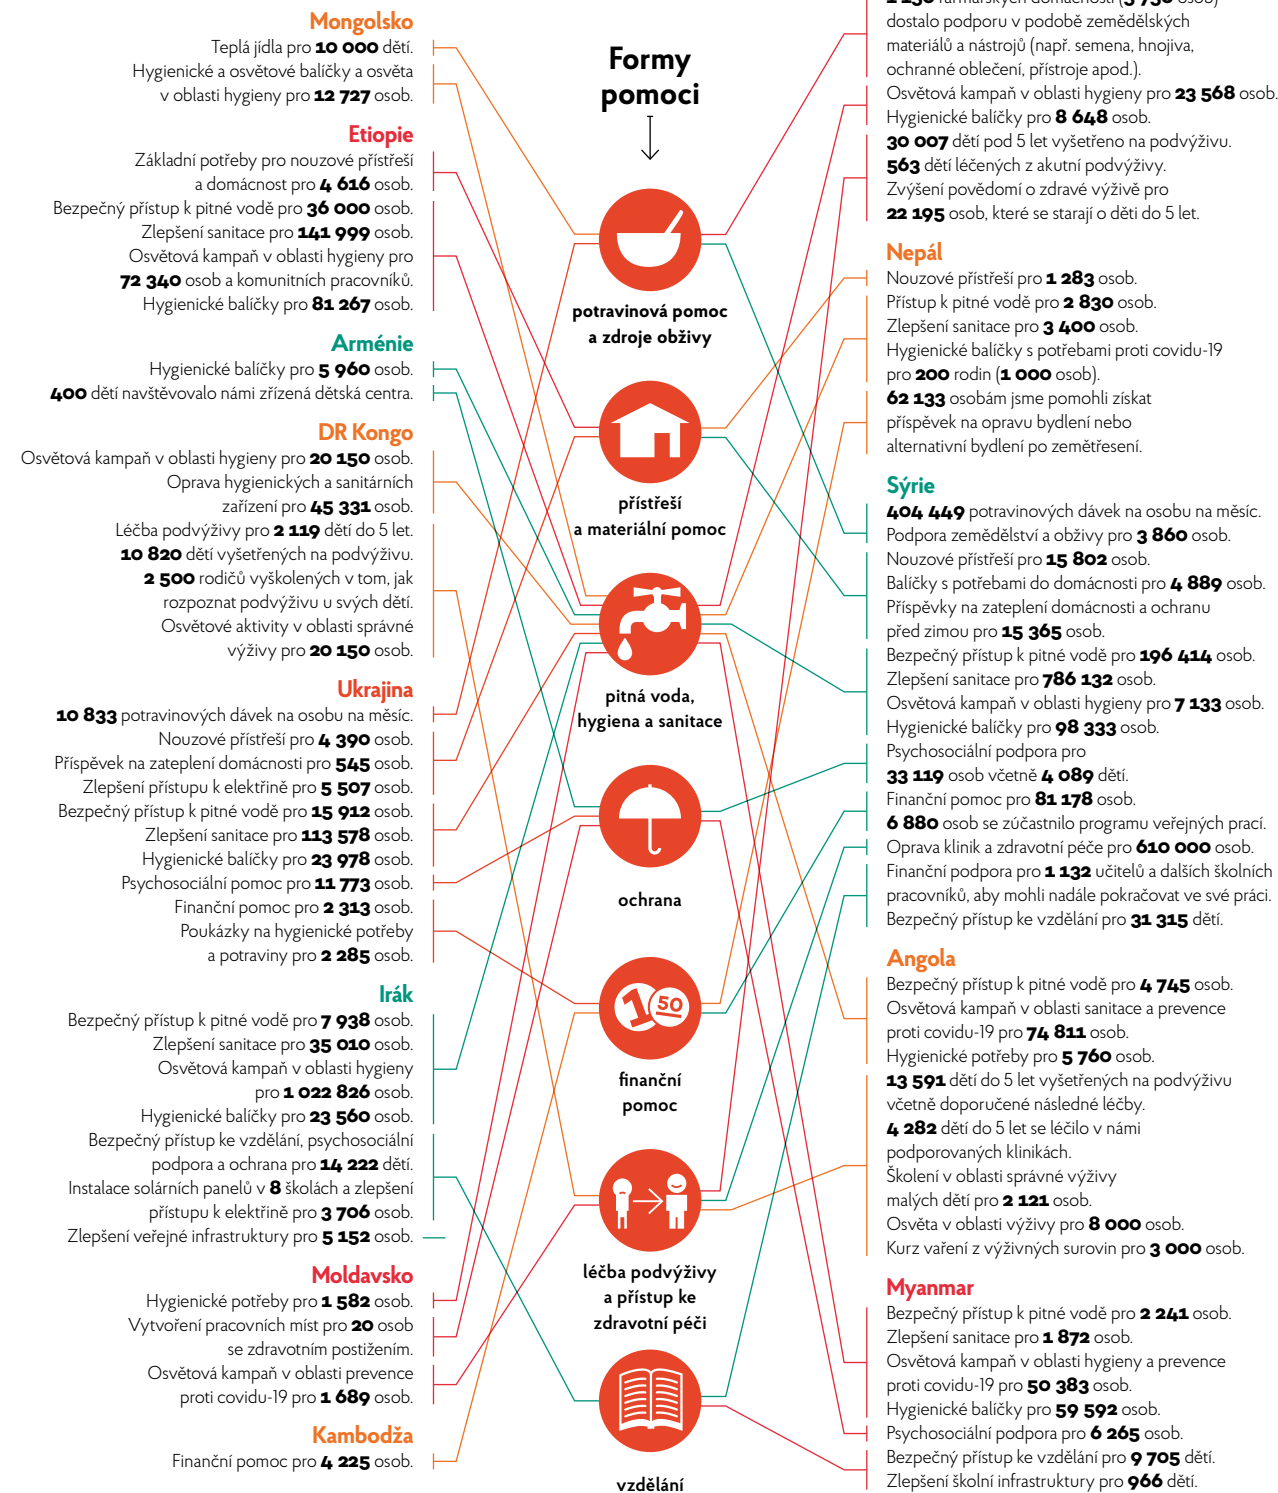 Mongolsko
Teplá jídla pro 10 000 dětí.
Hygienické a osvětové balíčky a osvěta
v oblasti hygieny pro 12 727 osob.
Etiopie
Základní potřeby pro nouzové přístřeší
a domácnost pro 4 616 osob.
Bezpečný přístup k pitné vodě pro 36 000 osob.
Zlepšení sanitace pro 141 999 osob.
Osvětová kampaň v oblasti hygieny pro
72 340 osob a komunitních pracovníků.
Hygienické balíčky pro 81 267 osob.
Arménie
Hygienické balíčky pro 5 960 osob.
400 dětí navštěvovalo námi zřízená dětská centra.
DR Kongo
Osvětová kampaň v oblasti hygieny pro 20 150 osob.
Oprava hygienických a sanitárních
zařízení pro 45 331 osob.
Léčba podvýživy pro 2 119 dětí do 5 let.
10 820 dětí vyšetřených na podvýživu.
2 500 rodičů vyškolených v tom, jak
rozpoznat podvýživu u svých dětí.
Osvětové aktivity v oblasti správné
výživy pro 20 150 osob.
Ukrajina
10 833 potravinových dávek na osobu na měsíc.
Nouzové přístřeší pro 4 390 osob.
Příspěvek na zateplení domácnosti pro 545 osob.
Zlepšení přístupu k elektřině pro 5 507 osob.
Bezpečný přístup k pitné vodě pro 15 912 osob.
Zlepšení sanitace pro 113 578 osob.
Hygienické balíčky pro 23 978 osob.
Psychosociální pomoc pro 11 773 osob.
Finanční pomoc pro 2 313 osob.
Poukázky na hygienické potřeby
a potraviny pro 2 285 osob.
Irák
Bezpečný přístup k pitné vodě pro 7 938 osob.
Zlepšení sanitace pro 35 010 osob.
Osvětová kampaň v oblasti hygieny
pro 1 022 826 osob.
Hygienické balíčky pro 23 560 osob.
Bezpečný přístup ke vzdělání, psychosociální
podpora a ochrana pro 14 222 dětí.
Instalace solárních panelů v 8 školách a zlepšení
přístupu k elektřině pro 3 706 osob.
Zlepšení veřejné infrastruktury pro 5 152 osob.
Moldavsko
Hygienické potřeby pro 1 582 osob.
Vytvoření pracovních míst pro 20 osob
se zdravotním postižením.
Osvětová kampaň v oblasti prevence
proti covidu-19 pro 1 689 osob.
Kambodža
Finanční pomoc pro 4 225 osob.
Formy
pomoci
potravinová pomoc
a zdroje obživy
přístřeší
a materiální pomoc
pitná voda,
hygiena a sanitace
ochrana
1 50
finanční
pomoc
léčba podvýživy
a přístup ke
zdravotní péči
vzdělání
1 130 farmářských domácností (3 730 osob)
dostalo podporu v podobě zemědělských
materiálů a nástrojů (např. semena, hnojiva,
ochranné oblečení, přístroje apod.).
Osvětová kampaň v oblasti hygieny pro 23 568 osob.
Hygienické balíčky pro 8 648 osob.
30 007 dětí pod 5 let vyšetřeno na podvýživu.
563 dětí léčených z akutní podvýživy.
Zvýšení povědomí o zdravé výživě pro
22 195 osob, které se starají o děti do 5 let.
Nepál
Nouzové přístřeší pro 1 283 osob.
Přístup k pitné vodě pro 2 830 osob.
Zlepšení sanitace pro 3 400 osob.
Hygienické balíčky s potřebami proti covidu-19
pro 200 rodin (1 000 osob).
62 133 osobám jsme pomohli získat
příspěvek na opravu bydlení nebo
alternativní bydlení po zemětřesení.
Sýrie
404 449 potravinových dávek na osobu na měsíc.
Podpora zemědělství a obživy pro 3 860 osob.
Nouzové přístřeší pro 15 802 osob.
Balíčky s potřebami do domácnosti pro 4 889 osob.
Příspěvky na zateplení domácnosti a ochranu
před zimou pro 15 365 osob.
Bezpečný přístup k pitné vodě pro 196 414 osob.
Zlepšení sanitace pro 786 132 osob.
Osvětová kampaň v oblasti hygieny pro 7 133 osob.
Hygienické balíčky pro 98 333 osob.
Psychosociální podpora pro
33 119 osob včetně 4 089 dětí.
Finanční pomoc pro 81 178 osob.
6 880 osob se zúčastnilo programu veřejných prací.
Oprava klinik a zdravotní péče pro 610 000 osob.
Finanční podpora pro 1 132 učitelů a dalších školních
pracovníků, aby mohli nadále pokračovat ve své práci.
Bezpečný přístup ke vzdělání pro 31 315 dětí.
Angola
Bezpečný přístup k pitné vodě pro 4 745 osob.
Osvětová kampaň v oblasti sanitace a prevence
proti covidu-19 pro 74 811 osob.
Hygienické potřeby pro 5 760 osob.
13 591 dětí do 5 let vyšetřených na podvýživu
včetně doporučené následné léčby.
4 282 dětí do 5 let se léčilo v námi
podporovaných klinikách.
Školení v oblasti správné výživy
malých dětí pro 2 121 osob.
Osvěta v oblasti výživy pro 8 000 osob.
Kurz vaření z výživných surovin pro 3 000 osob.
Myanmar
Bezpečný přístup k pitné vodě pro 2 241 osob.
Zlepšení sanitace pro 1 872 osob.
Osvětová kampaň v oblasti hygieny a prevence
proti covidu-19 pro 50 383 osob.
Hygienické balíčky pro 59 592 osob.
Psychosociální podpora pro 6 265 osob.
Bezpečný přístup ke vzdělání pro 9 705 dětí.
Zlepšení školní infrastruktury pro 966 dětí.